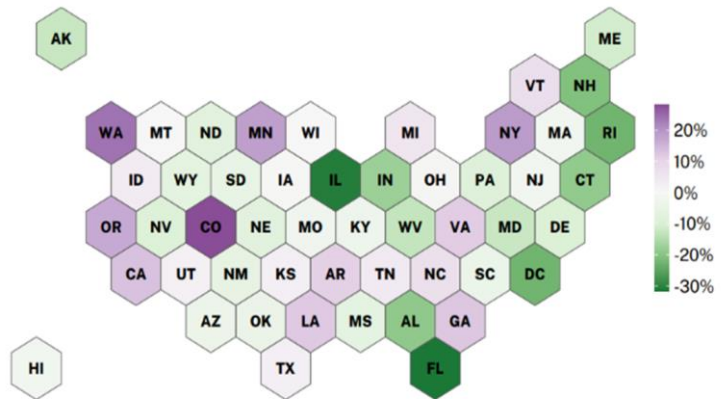 AK
ME
VT NH
WA MT ND MN WI MI NY MA RI
ID WY SD IA IL IN OH PA NJ CT
OR NV CO NE MO KY WV VA MD DE
CA UT NM KS AR TN NC SC DC
AZ OK LA MS AL GA
HI TX FL
20%
10%
0%
-10%
-20%
-30%